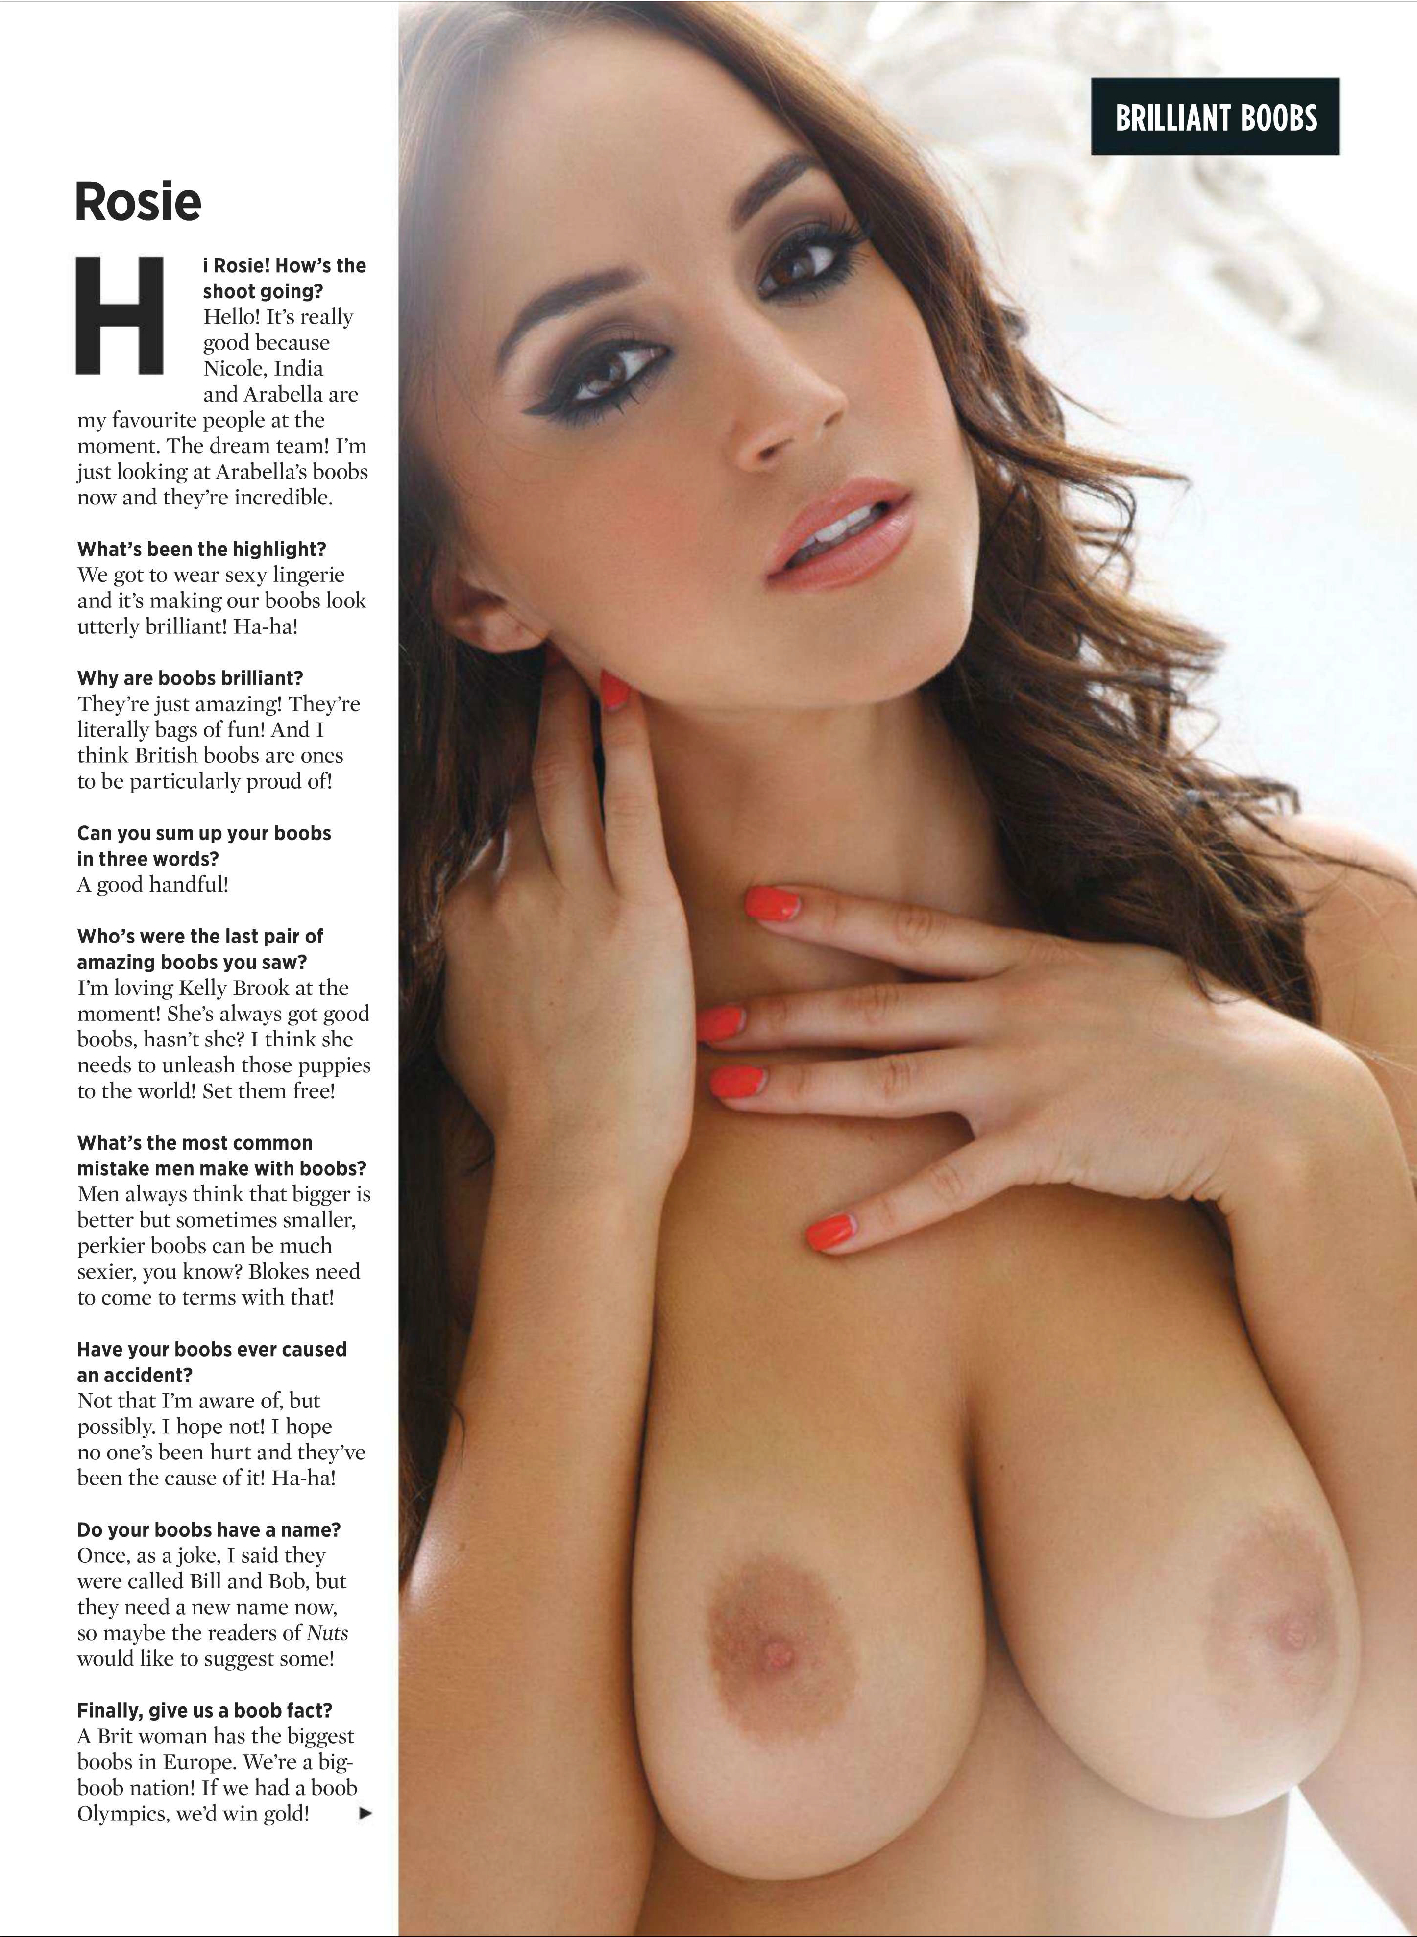 BRILLIANT BOOBS
Rosie
Hi Rosie! How's the
shoot going?
Hello! It's really
good because
Nicole, India
and Arabella are
my favourite people at the
moment. The dream team! I'm
just looking at Arabella's boobs
now and they're incredible.
What's been the highlight?
We got to wear sexy lingerie
and it's making our boobs look
utterly brilliant! Ha-ha!
Why are boobs brilliant?
They're just amazing! They're
literally bags of fun! And I
think British boobs are ones
to be particularly proud of!
Can you sum up your boobs
in three words?
A good handful!
Who's were the last pair of
amazing boobs you saw?
I'm loving Kelly Brook at the
moment! She's always got good
boobs, hasn't she? I think she
needs to unleash those puppies
to the world! Set them free!
What's the most common
mistake men make with boobs?
Men always think that bigger is
better but sometimes smaller,
perkier boobs can be much
sexier, you know? Blokes need
to come to terms with that!
Have your boobs ever caused
an accident?
Not that I'm aware of, but
possibly. I hope not! I hope
no one's been hurt and they've
been the cause of it! Ha-ha!
Do your boobs have a name?
Once, as a joke, I said they
were called Bill and Bob, but
they need a new name now,
so maybe the readers of Nuts
would like to suggest some!
Finally, give us a boob fact?
A Brit woman has the biggest
boobs in Europe. We're a big-
boob nation! If we had a boob
Olympics, we'd win gold!